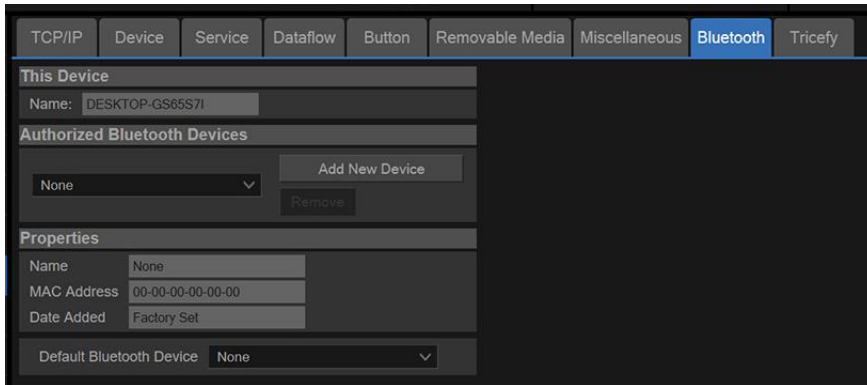 TCP/IP Device Service Dataflow Button Removable Media Miscellaneous Bluetooth Tricefy
This Device
Name: DESKTOP-GS65S7I
Authorized Bluetooth Devices
None Add New Device
Remove
Properties
Name None
MAC Address 00-00-00-00-00-00
Date Added Factory Set
Default Bluetooth Device None